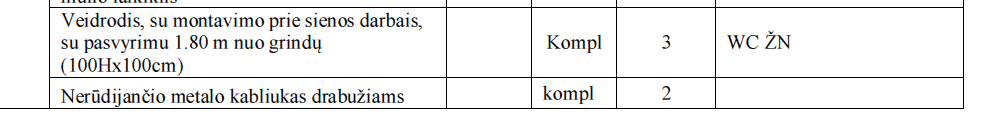 Veidrodis, su montavimo prie sienos darbais,
su pasvyrimu 1.80 m nuo grindų
(100Hx100cm)
Kompl
3
WC ŽN
Nerūdijančio metalo kabliukas drabužiams
kompl
2